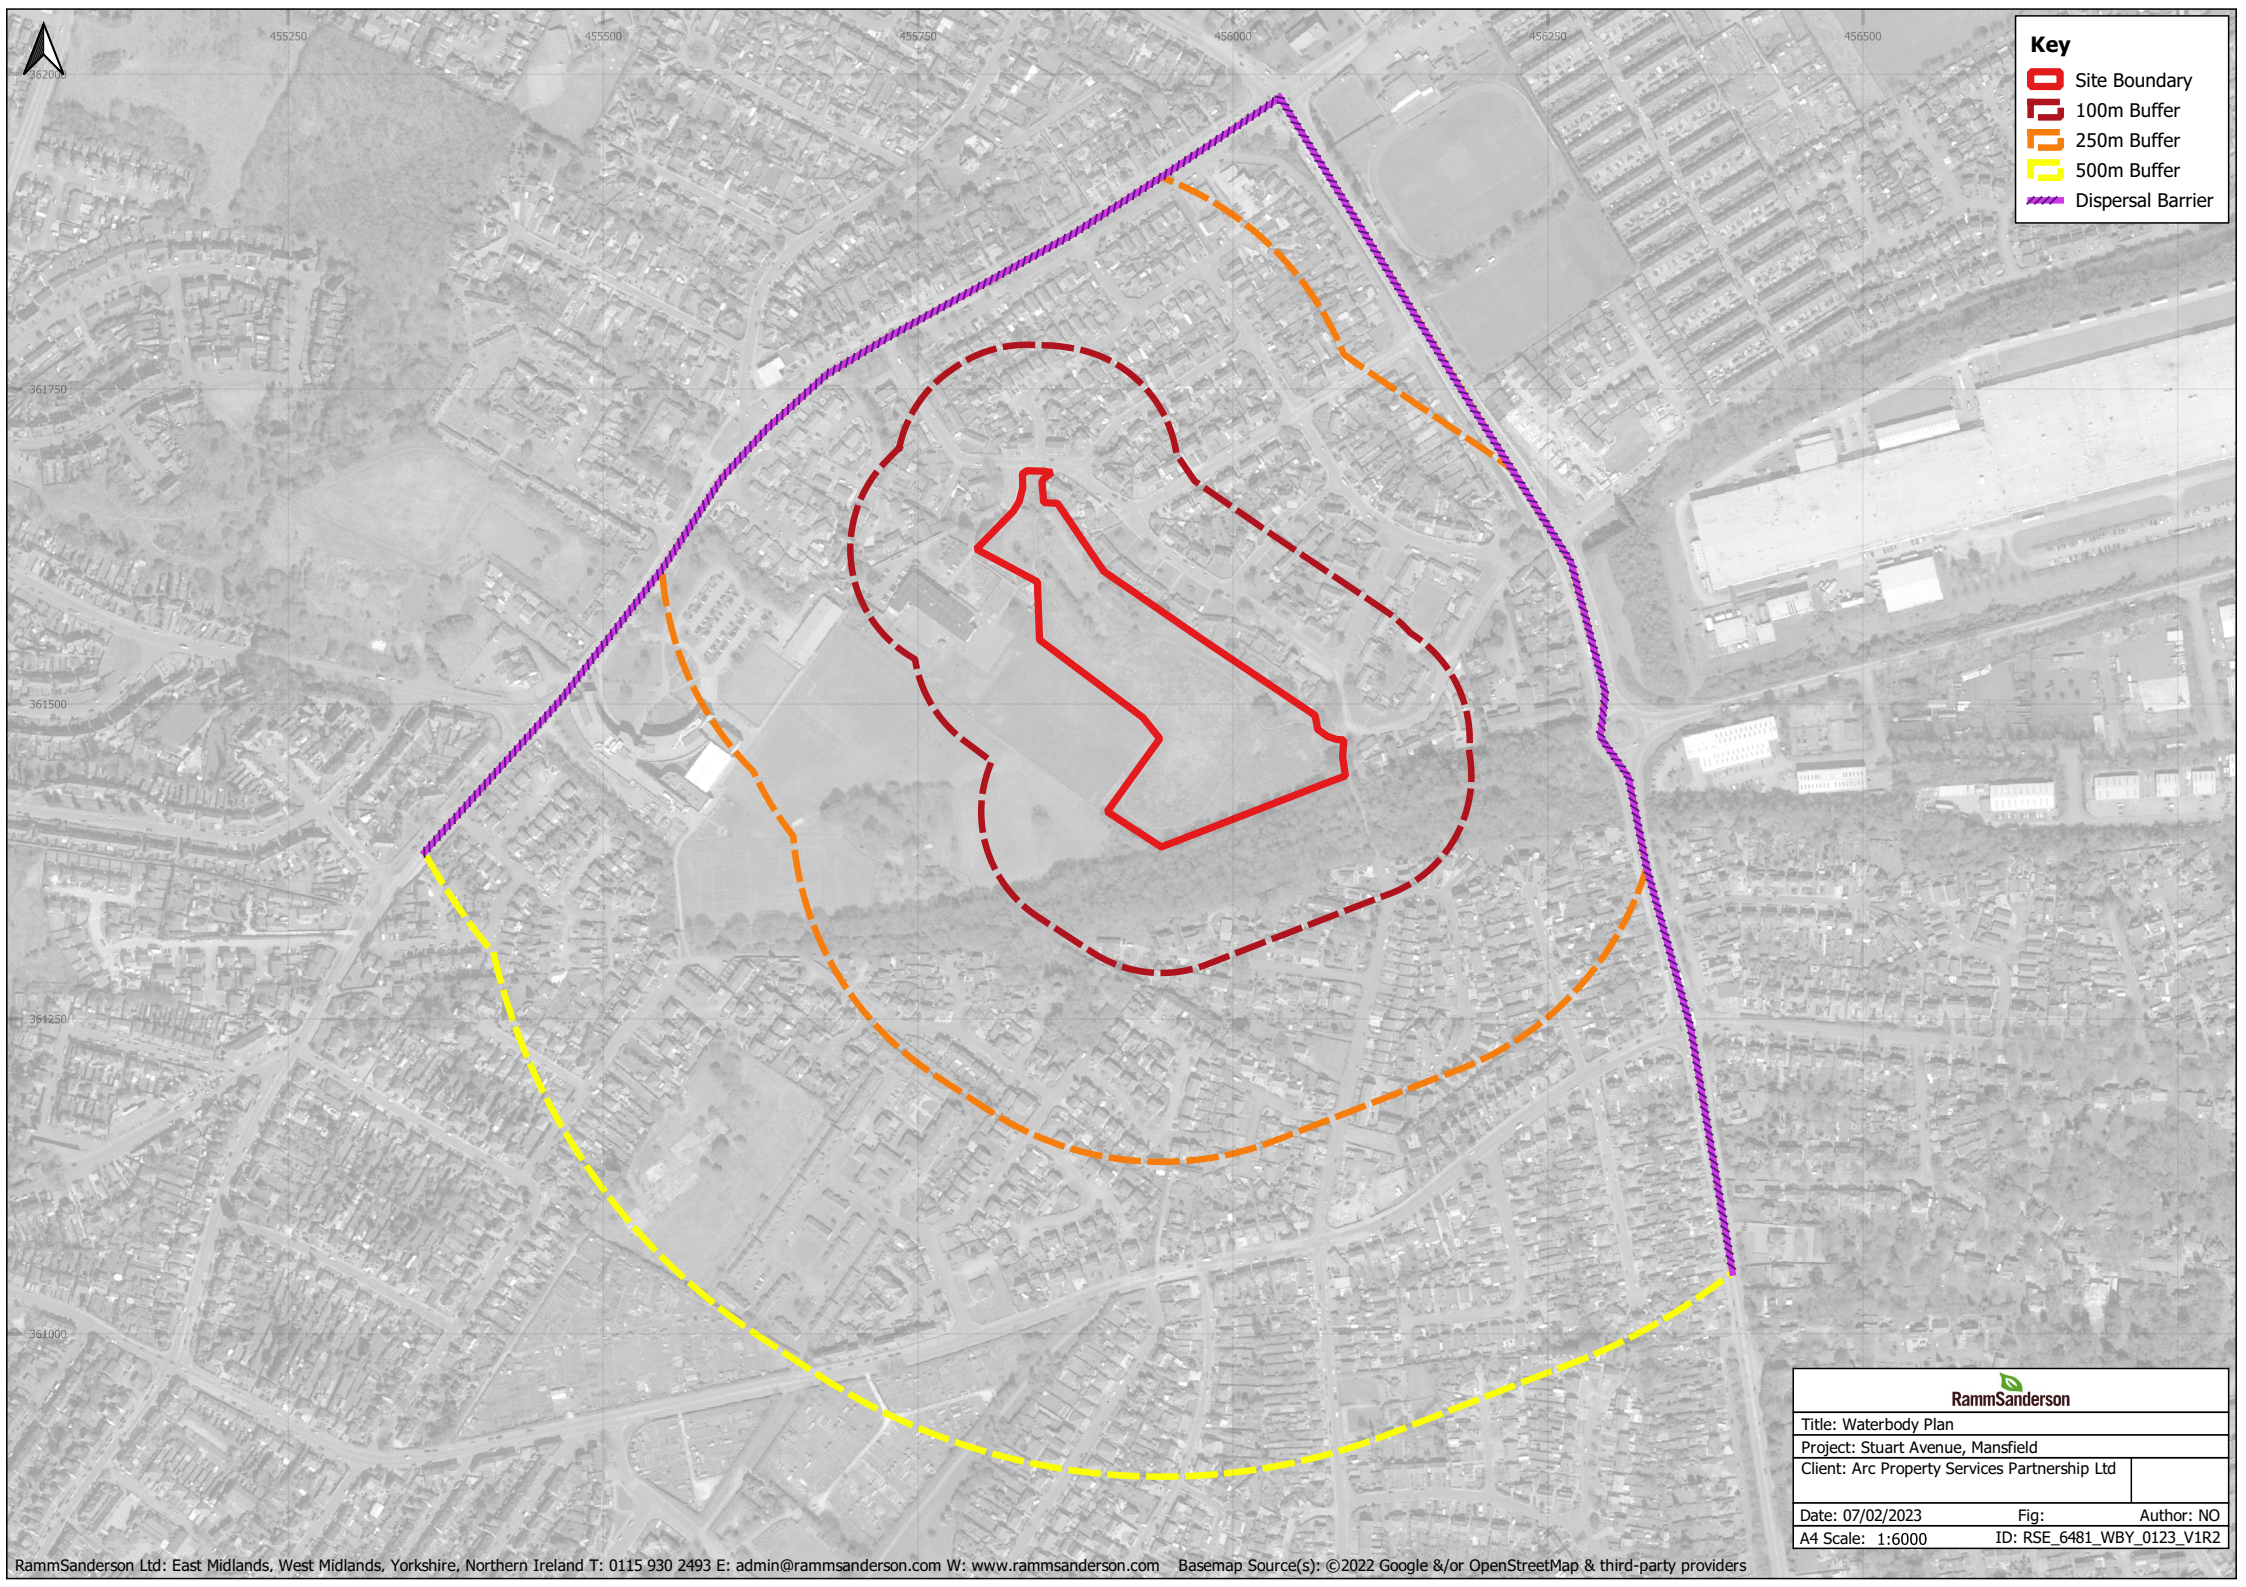 455250 455500 455750 456000 456250 456500
362000
361750
361500
361250
361000
Key
Site Boundary
100m Buffer
250m Buffer
500m Buffer
Dispersal Barrier
RammSanderson
Title: Waterbody Plan
Project: Stuart Avenue, Mansfield
Client: Arc Property Services Partnership Ltd
Date: 07/02/2023 Fig: Author: NO
A4 Scale: 1:6000 ID: RSE_6481_WBY_0123_V1R2
RammSanderson Ltd: East Midlands, West Midlands, Yorkshire, Northern Ireland T: 0115 930 2493 E: admin@rammsanderson.com W: www.rammsanderson.com Basemap Source(s): ©2022 Google &/or OpenStreetMap & third-party providers